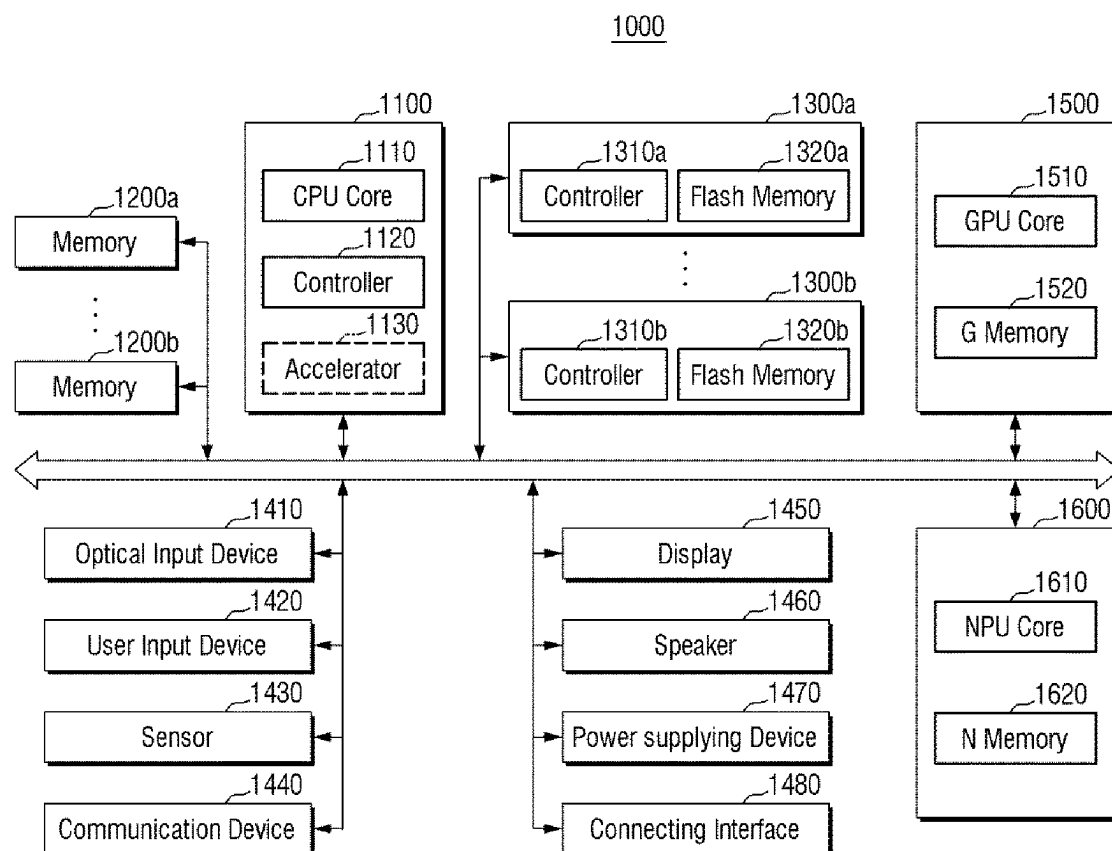 1000
1100
1110
CPU Core
1120
Controller
1130
Accelerator
1200a
Memory
1200b
Memory
1300a
1310a
Controller
1320a
Flash Memory
1300b
1310b
Controller
1320b
Flash Memory
1500
1510
GPU Core
1520
G Memory
1410
Optical Input Device
1420
User Input Device
1430
Sensor
1440
Communication Device
1450
Display
1460
Speaker
1470
Power supplying Device
1480
Connecting Interface
1600
1610
NPU Core
1620
N Memory